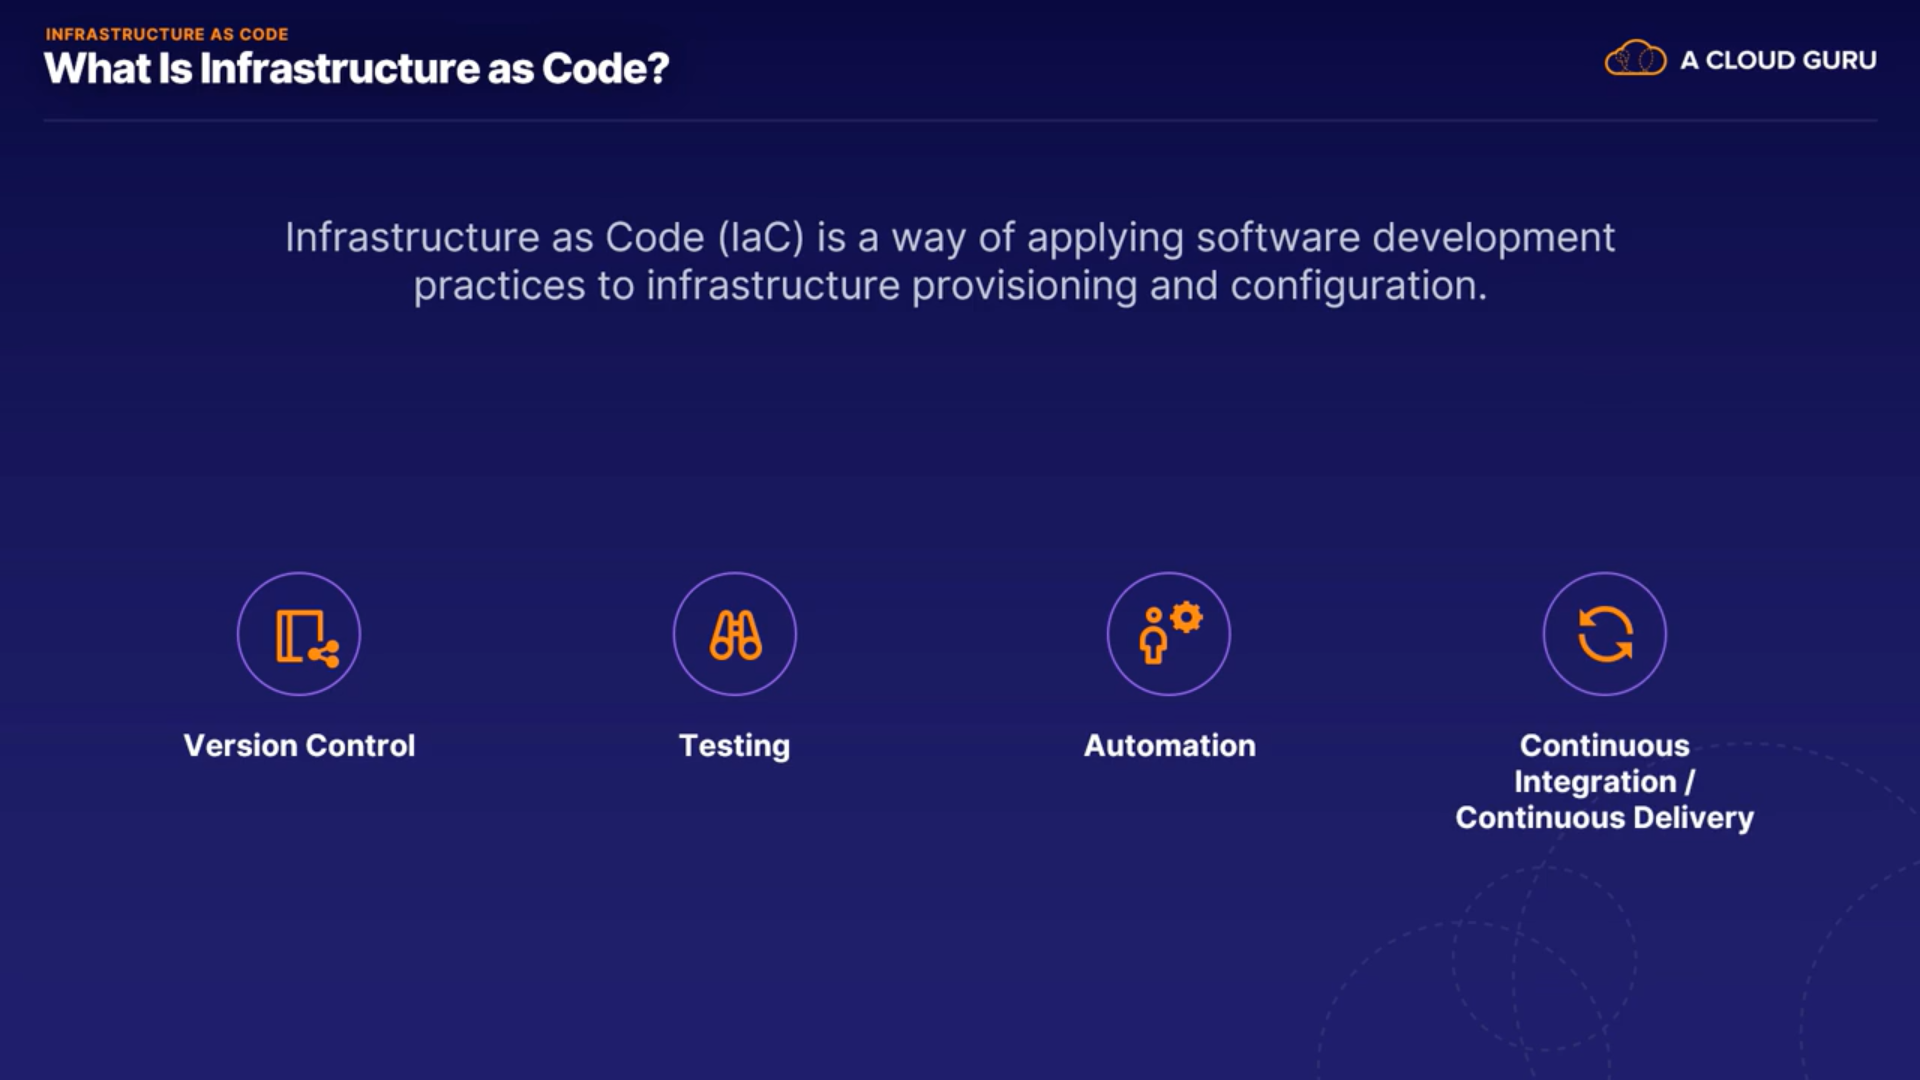 INFRASTRUCTURE AS CODE
What Is Infrastructure as Code?
A CLOUD GURU
Infrastructure as Code (IaC) is a way of applying software development
practices to infrastructure provisioning and configuration.
Version Control
Testing
Automation
Continuous
Integration /
Continuous Delivery